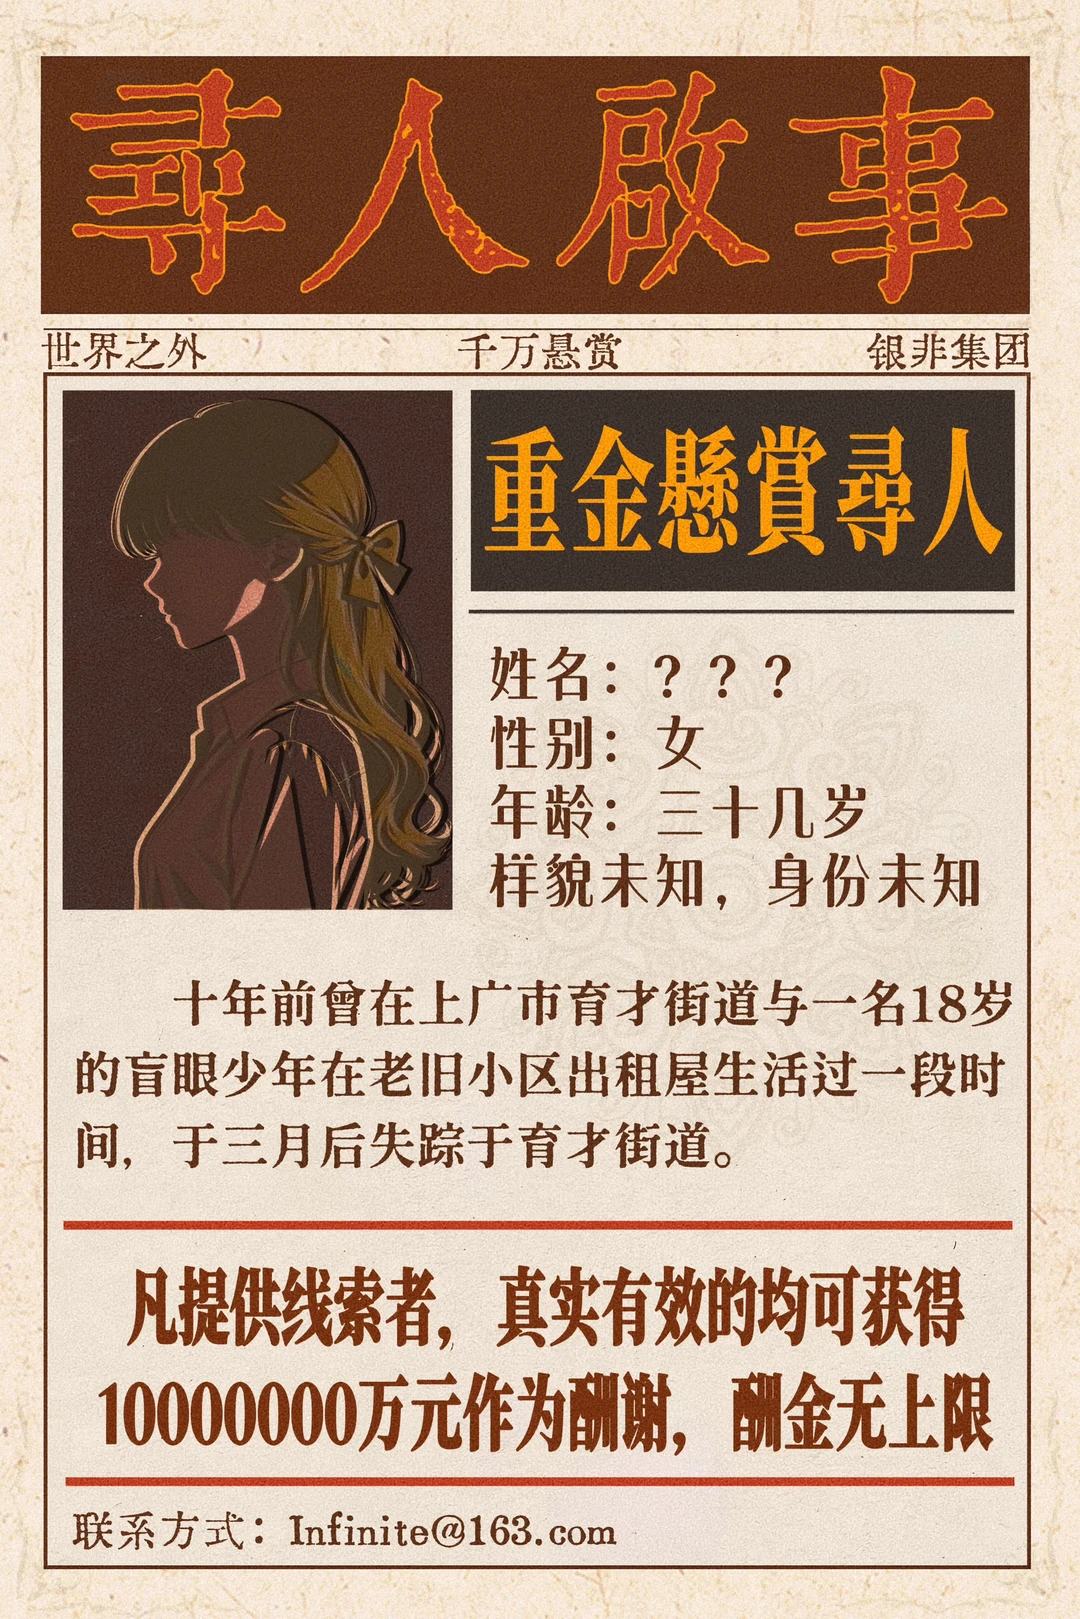 尋人啟事
世界之外 千万悬赏 银非集团
重金懸賞尋人
姓名：？？？
性别：女
年龄：三十几岁
样貌未知，身份未知
十年前曾在上广市育才街道与一名18岁
的盲眼少年在老旧小区出租屋生活过一段时
间，于三月后失踪于育才街道。
凡提供线索者，真实有效的均可获得
10000000万元作为酬谢，酬金无上限
联系方式：Infinite@163.com